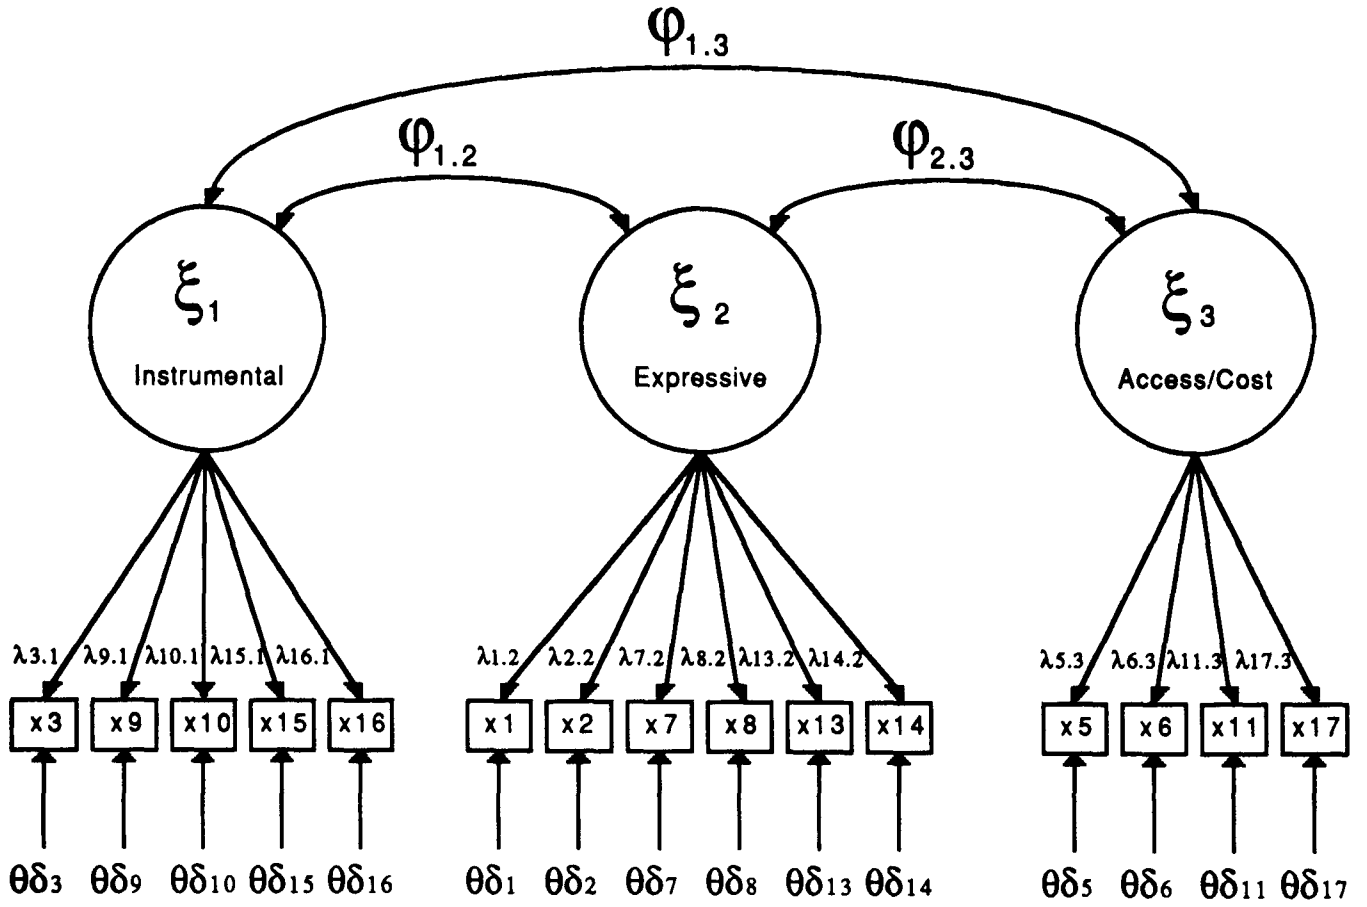 φ1.3
φ1.2 φ2.3
ξ1 ξ2 ξ3
Instrumental Expressive Access/Cost
λ3.1 λ9.1 λ10.1 λ15.1 λ16.1 λ1.2 λ2.2 λ7.2 λ8.2 λ13.2 λ14.2 λ5.3 λ6.3 λ11.3 λ17.3
x3 x9 x10 x15 x16 x1 x2 x7 x8 x13 x14 x5 x6 x11 x17
θδ3 θδ9 θδ10 θδ15 θδ16 θδ1 θδ2 θδ7 θδ8 θδ13 θδ14 θδ5 θδ6 θδ11 θδ17